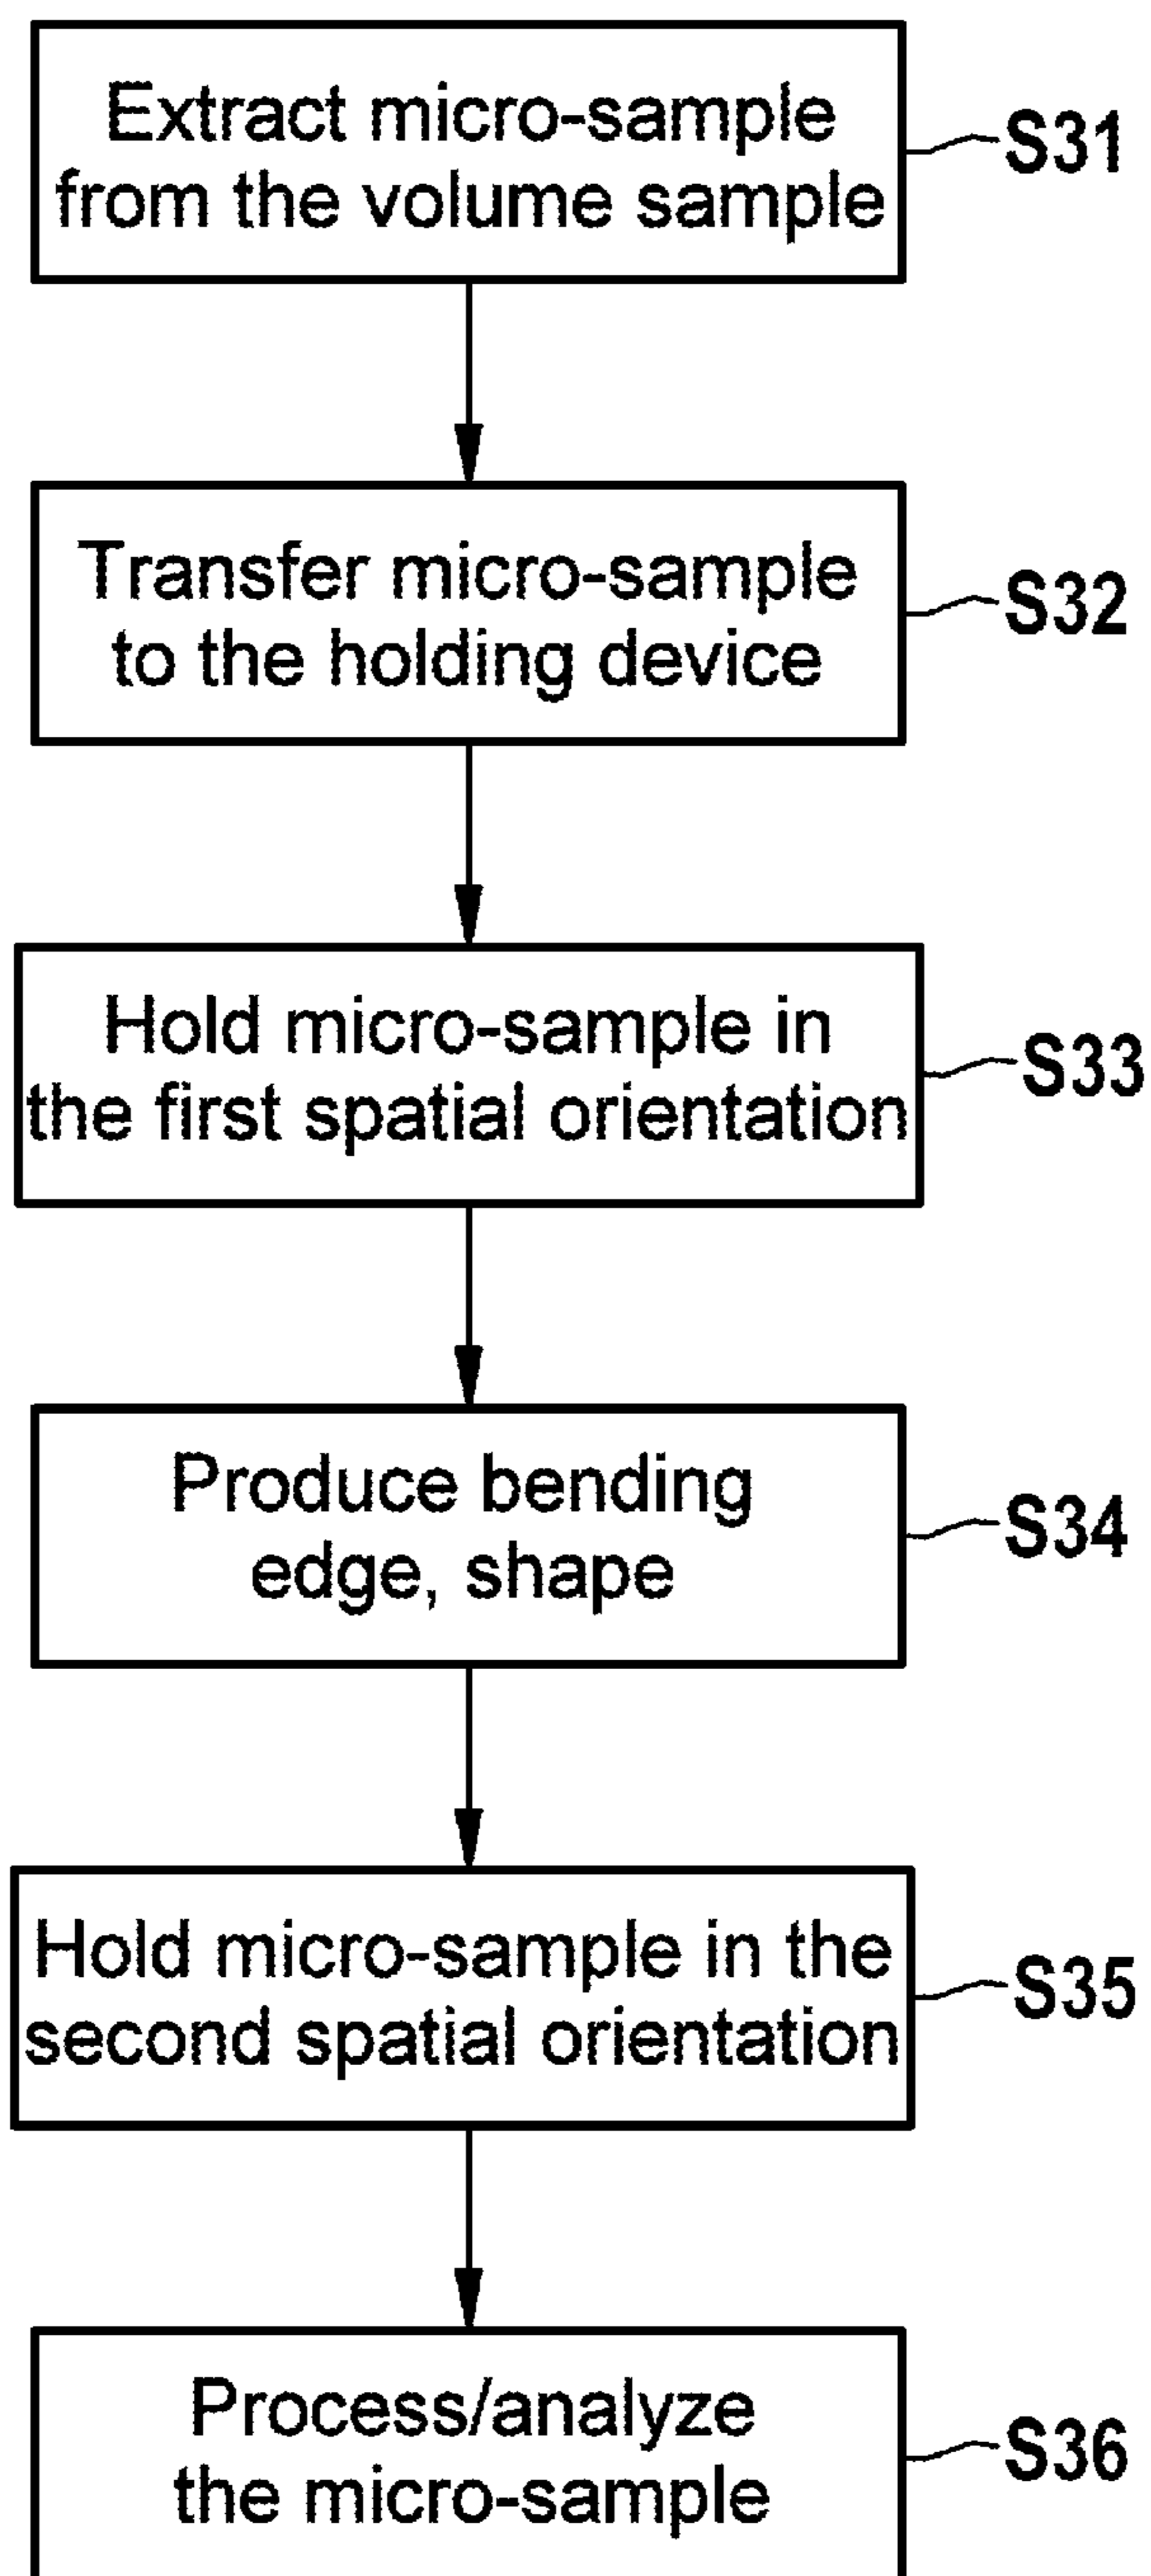 Extract micro-sample
from the volume sample
S31
Transfer micro-sample
to the holding device
S32
Hold micro-sample in
the first spatial orientation
S33
Produce bending
edge, shape
S34
Hold micro-sample in the
second spatial orientation
S35
Process/analyze
the micro-sample
S36